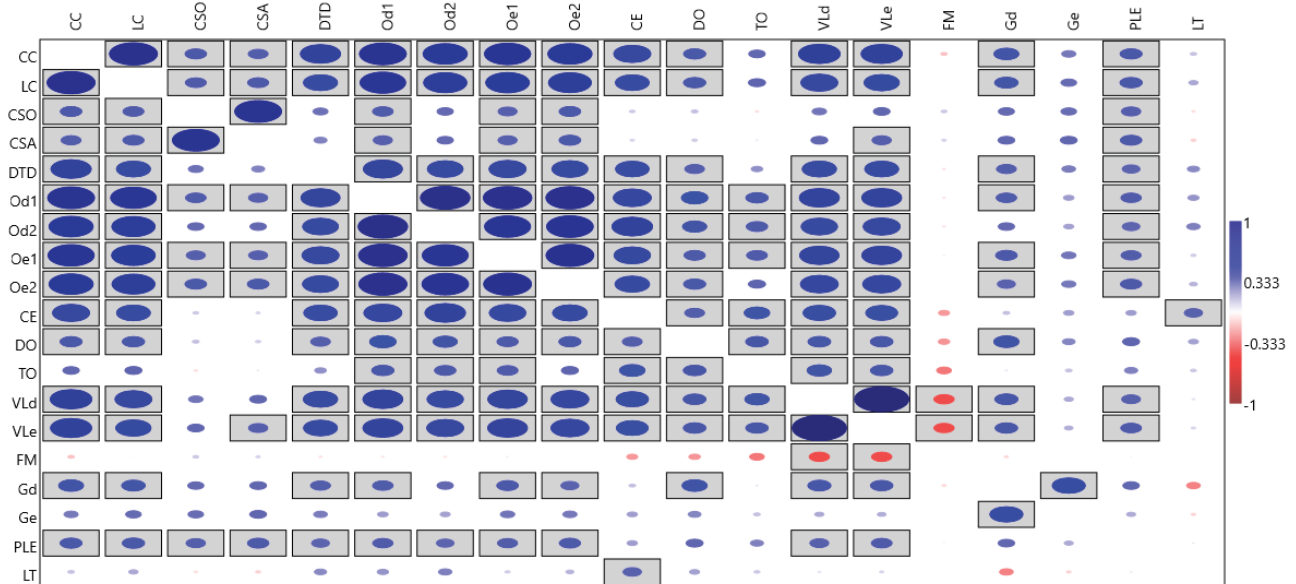 CC LC CSO CSA DTD Od1 Od2 Oe1 Oe2 CE DO TO VLd VLe FM Gd Ge PLE LT
CC
LC
CSO
CSA
DTD
Od1
Od2
Oe1
Oe2
CE
DO
TO
VLd
VLe
FM
Gd
Ge
PLE
LT
1
0.333
-0.333
-1